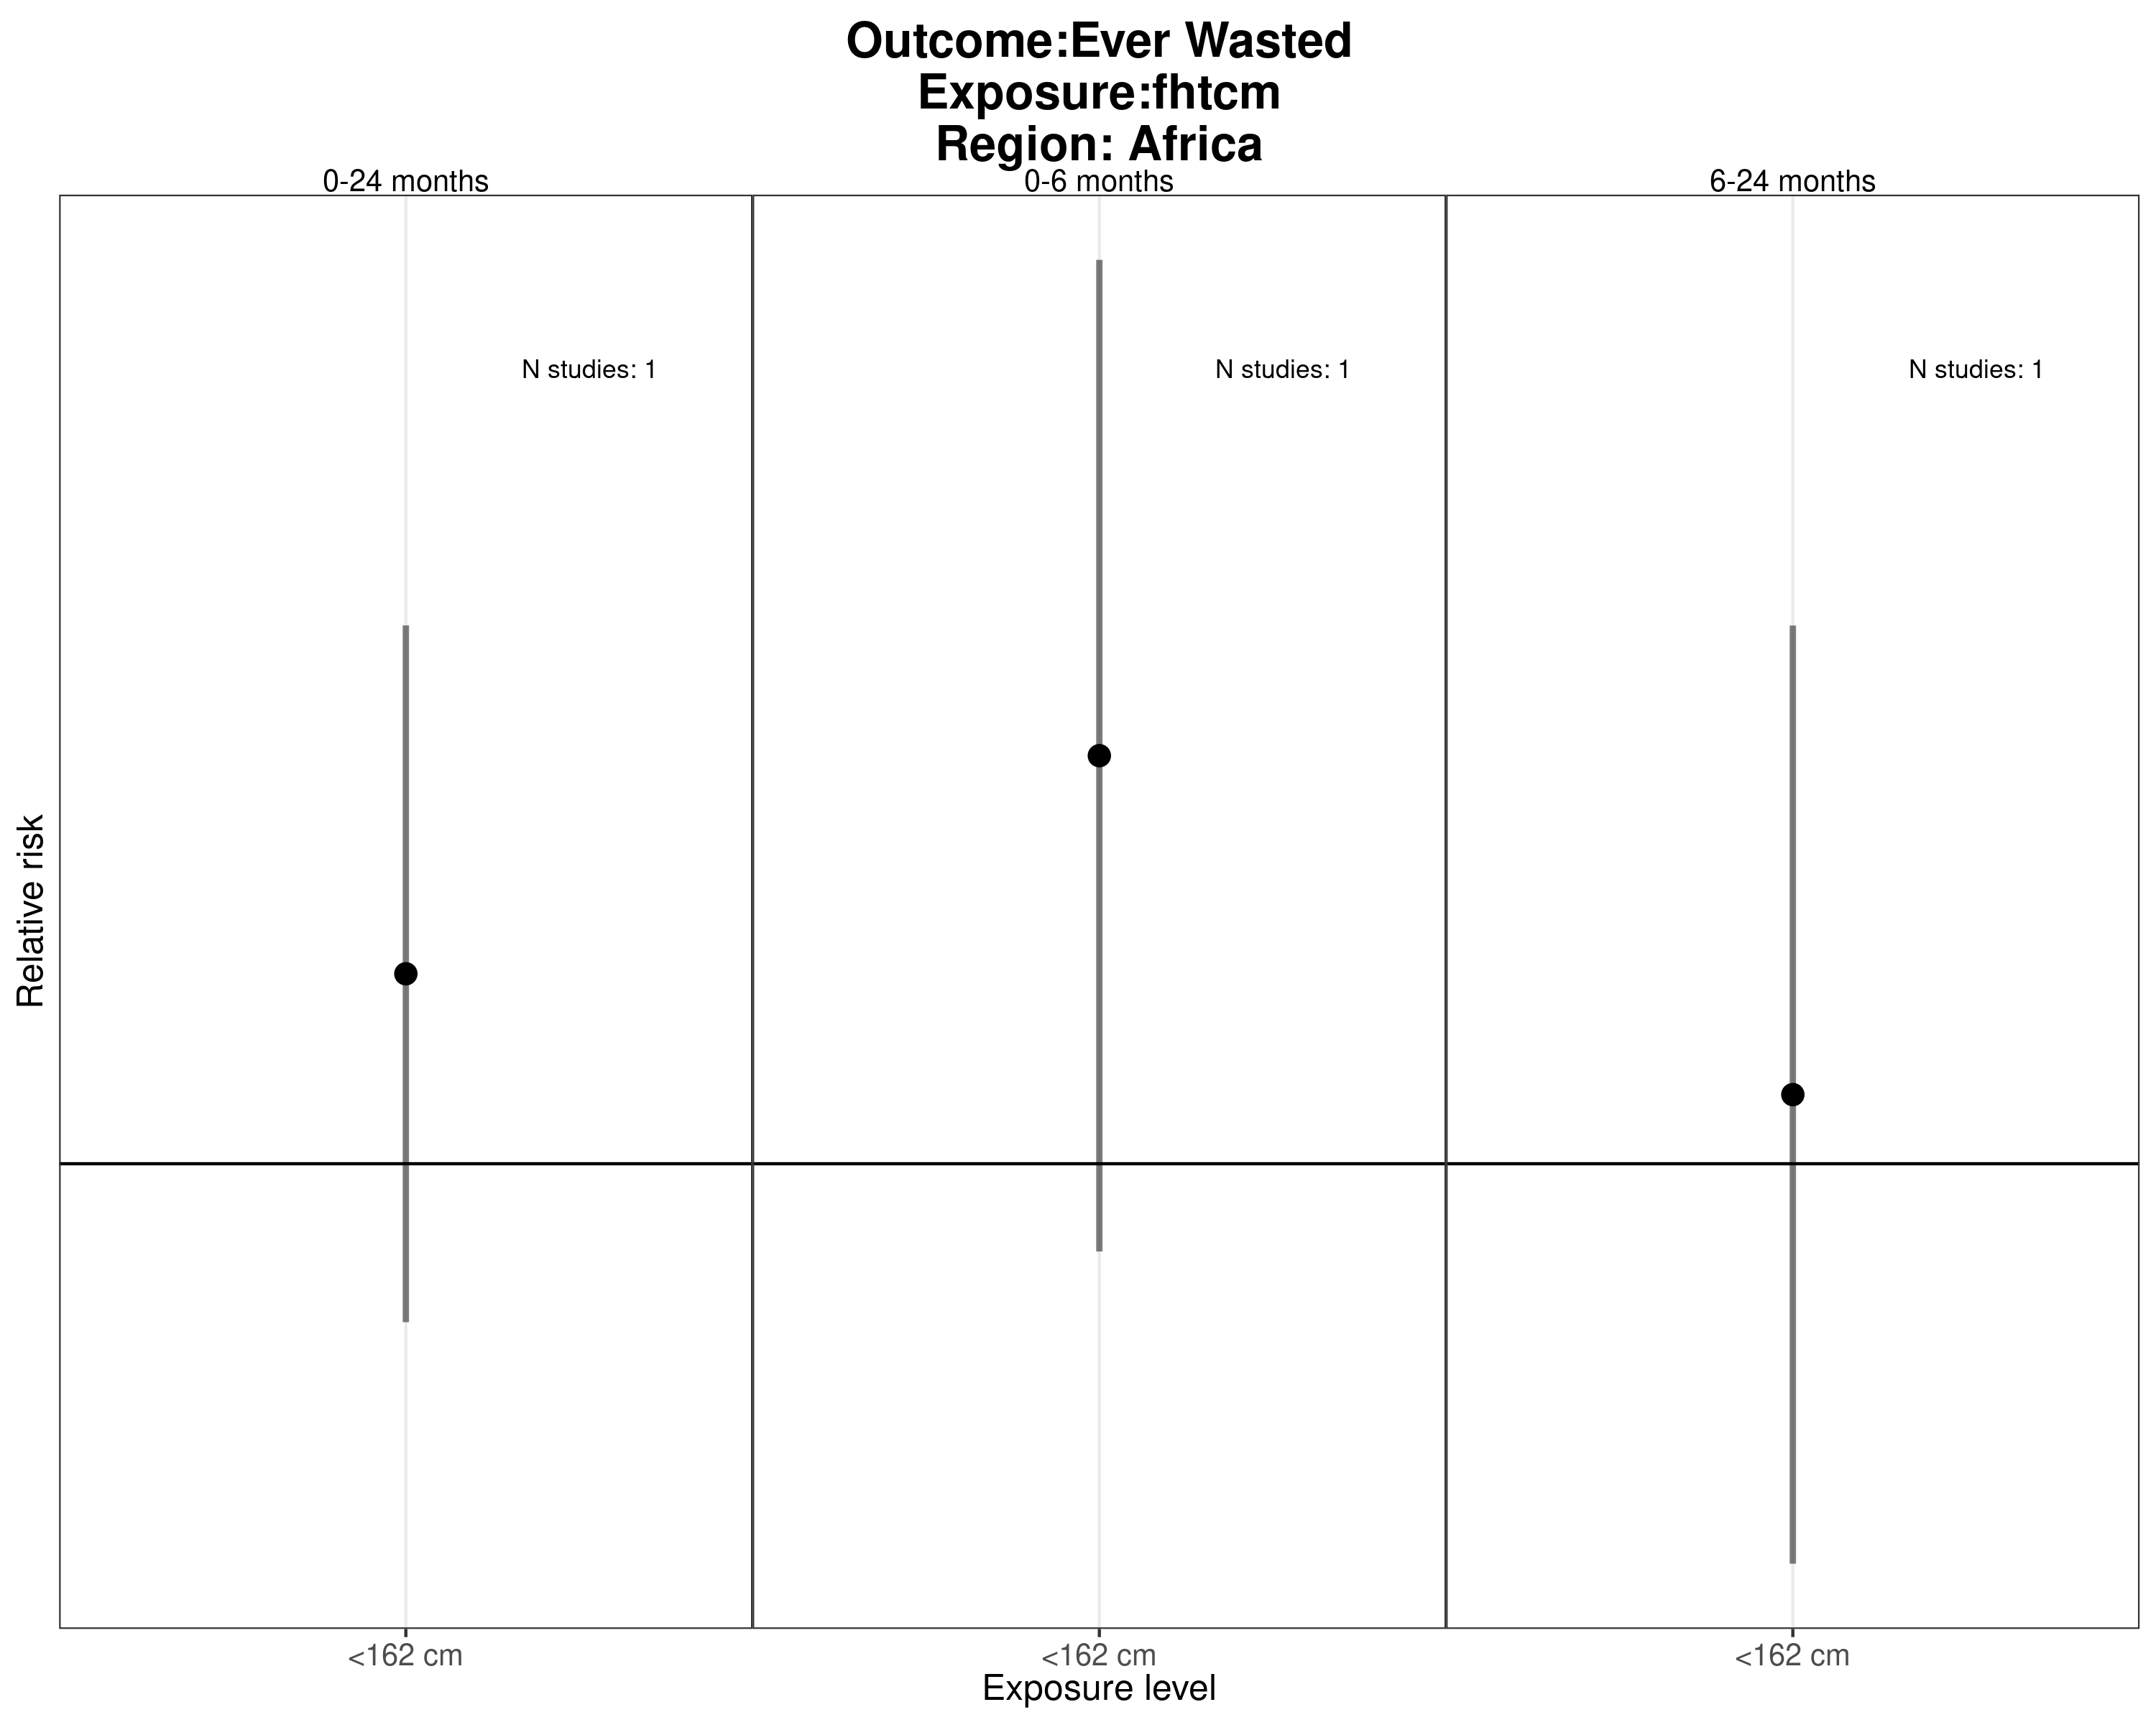 Outcome:Ever Wasted
Exposure:fhtcm
Region: Africa
0-24 months
0-6 months
6-24 months
N studies: 1
N studies: 1
N studies: 1
Relative risk
<162 cm
<162 cm
<162 cm
Exposure level